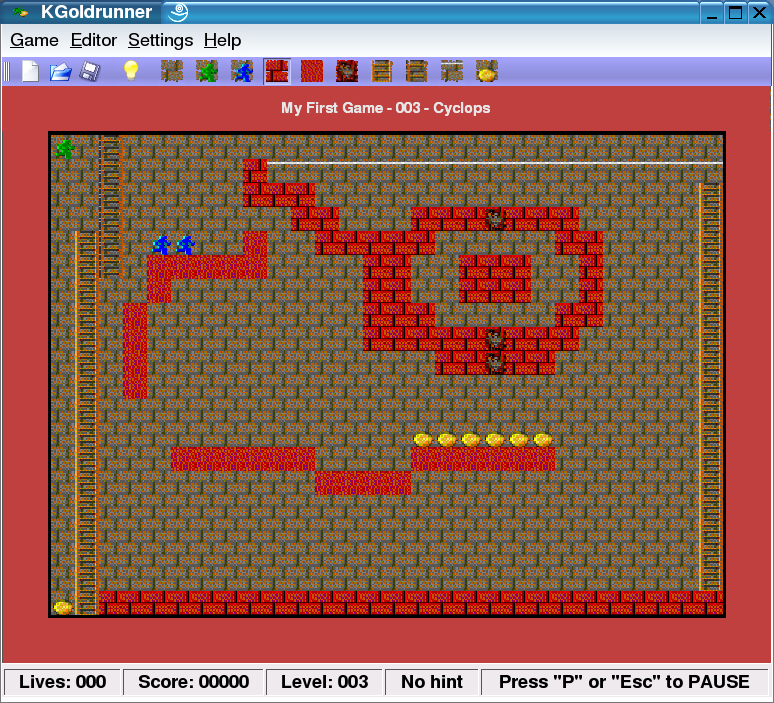 KGoldrunner
Game Editor Settings Help
My First Game - 003 - Cyclops
Lives: 000 Score: 00000 Level: 003 No hint Press "P" or "Esc" to PAUSE